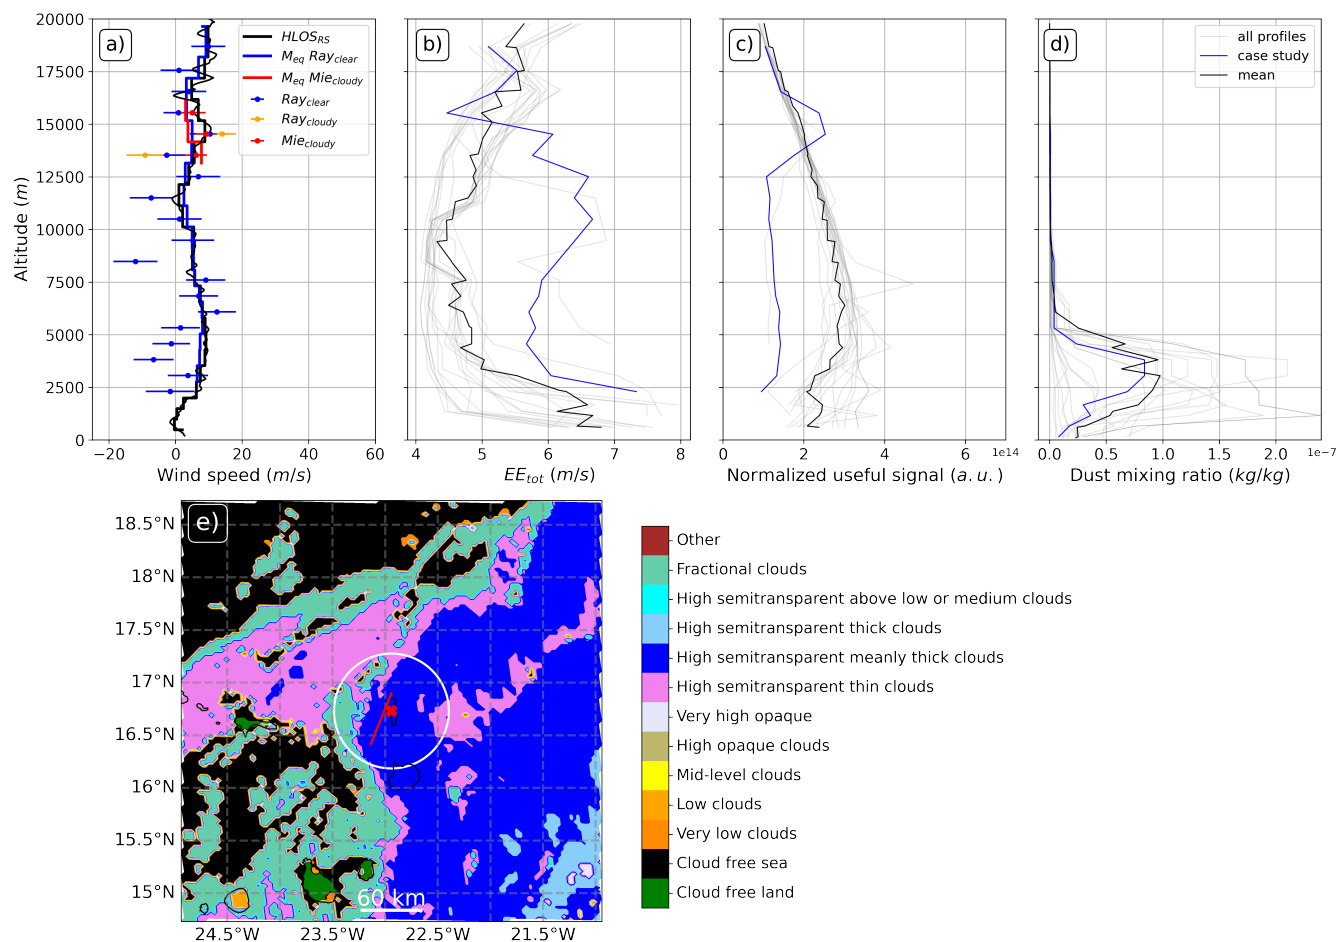 a)
HLOS_RS
M_eq Ray_clear
M_eq Mie_cloudy
Ray_clear
Ray_cloudy
Mie_cloudy
20000
17500
15000
12500
10000
7500
5000
2500
0
Altitude (m)
−20
0
20
40
60
Wind speed (m/s)
b)
4
5
6
7
8
EE_tot (m/s)
c)
0
2
4
6
1e14
Normalized useful signal (a. u.)
d)
all profiles
case study
mean
0.0
0.5
1.0
1.5
2.0
1e−7
Dust mixing ratio (kg/kg)
e)
18.5°N
18°N
17.5°N
17°N
16.5°N
16°N
15.5°N
15°N
60 km
24.5°W
23.5°W
22.5°W
21.5°W
Other
Fractional clouds
High semitransparent above low or medium clouds
High semitransparent thick clouds
High semitransparent meanly thick clouds
High semitransparent thin clouds
Very high opaque
High opaque clouds
Mid-level clouds
Low clouds
Very low clouds
Cloud free sea
Cloud free land